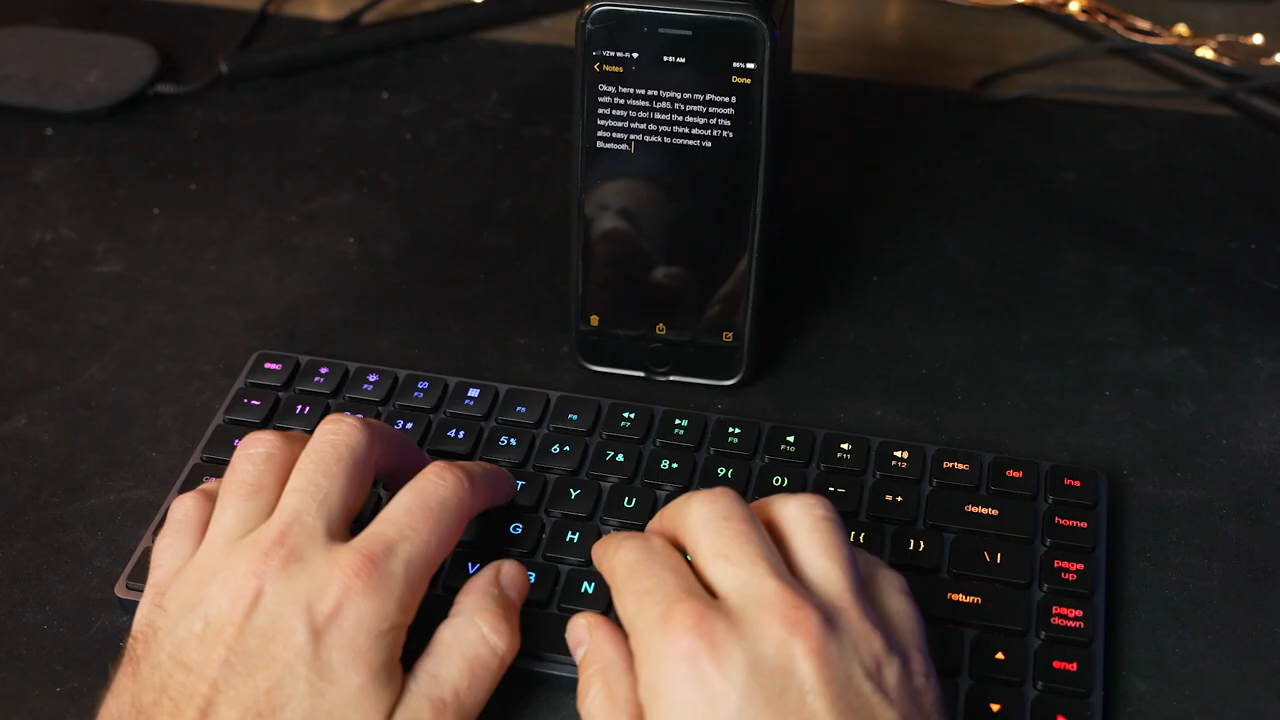 VZW Wi-Fi 9:51 AM 86%
Notes
Done
Okay, here we are typing on my iPhone 8
with the vissles. Lp85. It's pretty smooth
and easy to do! I liked the design of this
keyboard what do you think about it? It's
also easy and quick to connect via
Bluetooth.
esc F1 F2 F3 F4 F5 F6 F7 F8 F9 F10 F11 F12 prtsc del ins
` ~ 1 ! 3 # 4 $ 5 % 6 ^ 7 & 8 * 9 ( 0 ) - - = + delete home
T Y U [ { ] } \ | page up
G H return page down
V B N end